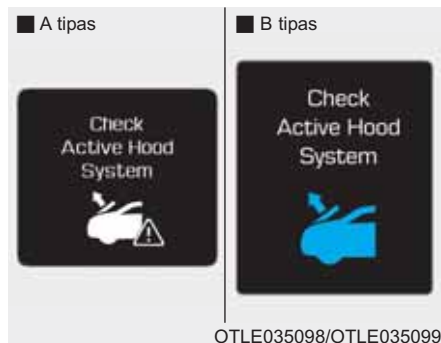 A tipas
Check
Active Hood
System
B tipas
Check
Active Hood
System
OTLE035098/OTLE035099